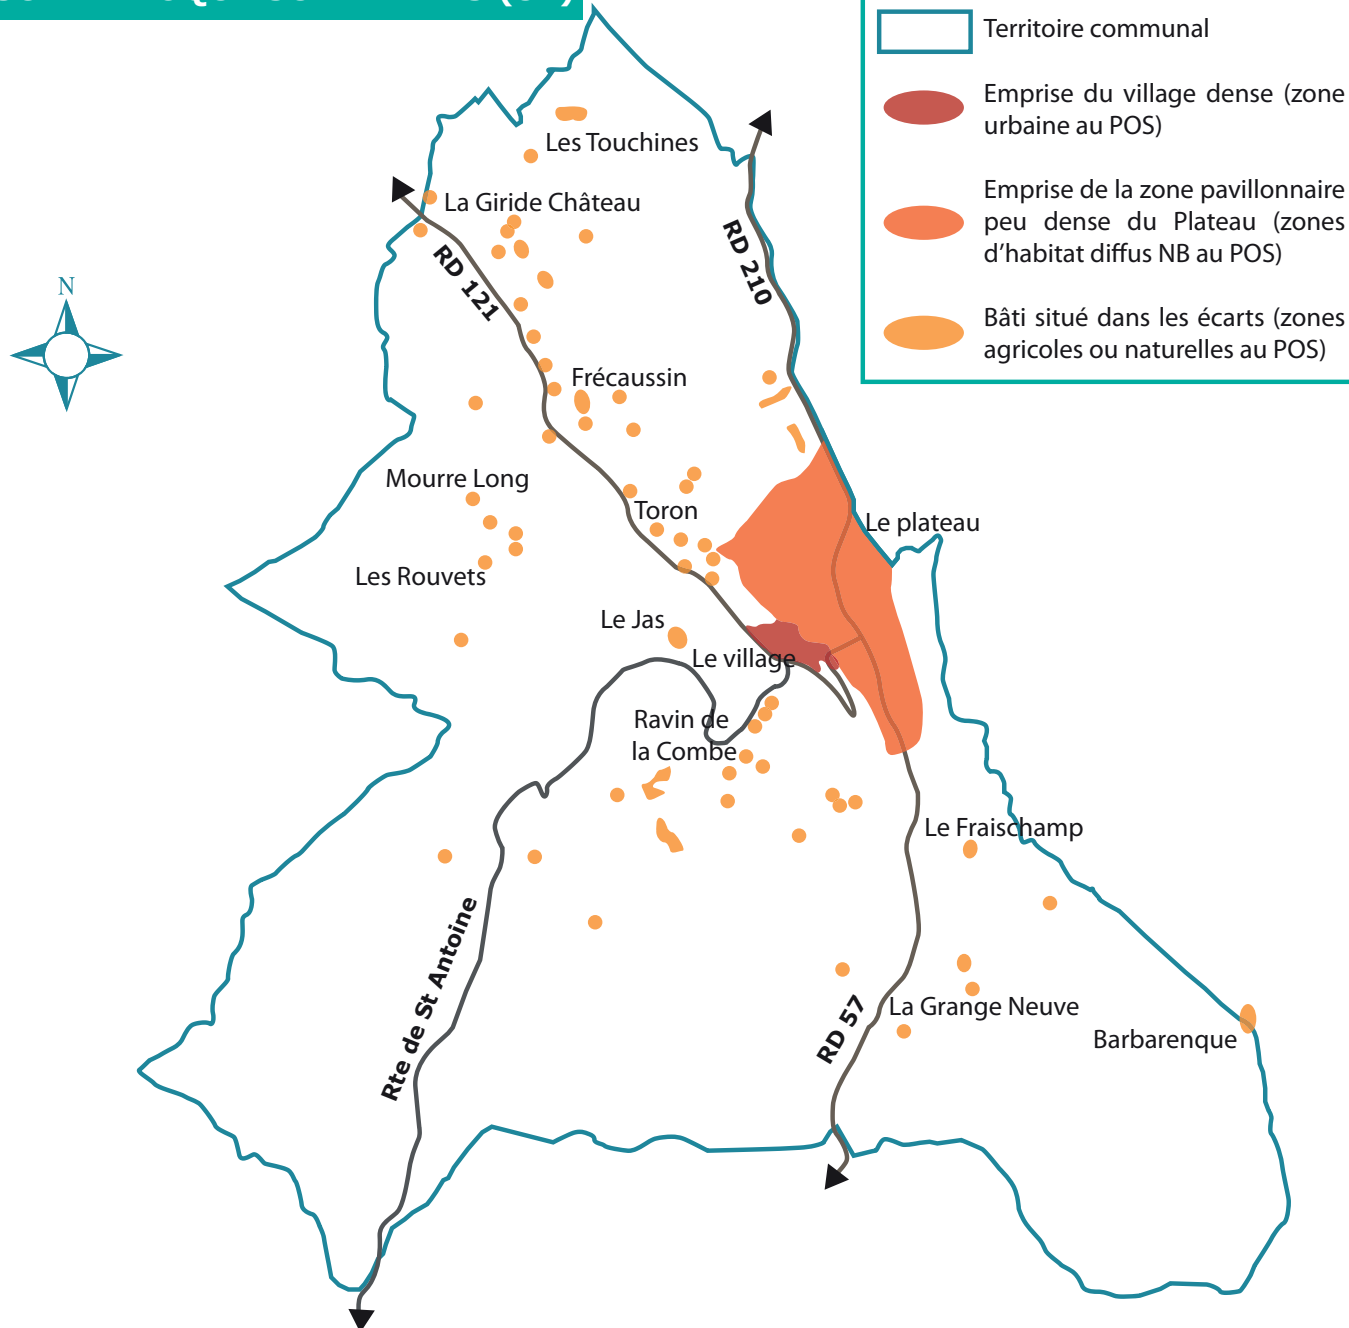 Territoire communal
Emprise du village dense (zone
urbaine au POS)
Emprise de la zone pavillonnaire
peu dense du Plateau (zones
d'habitat diffus NB au POS)
Bâti situé dans les écarts (zones
agricoles ou naturelles au POS)
N
Les Touchines
La Giride Château
RD 121
RD 210
Frécaussin
Mourre Long
Toron
Le plateau
Les Rouvets
Le Jas
Le village
Ravin de
la Combe
Le Fraischamp
Rte de St Antoine
RD 57
La Grange Neuve
Barbarenque